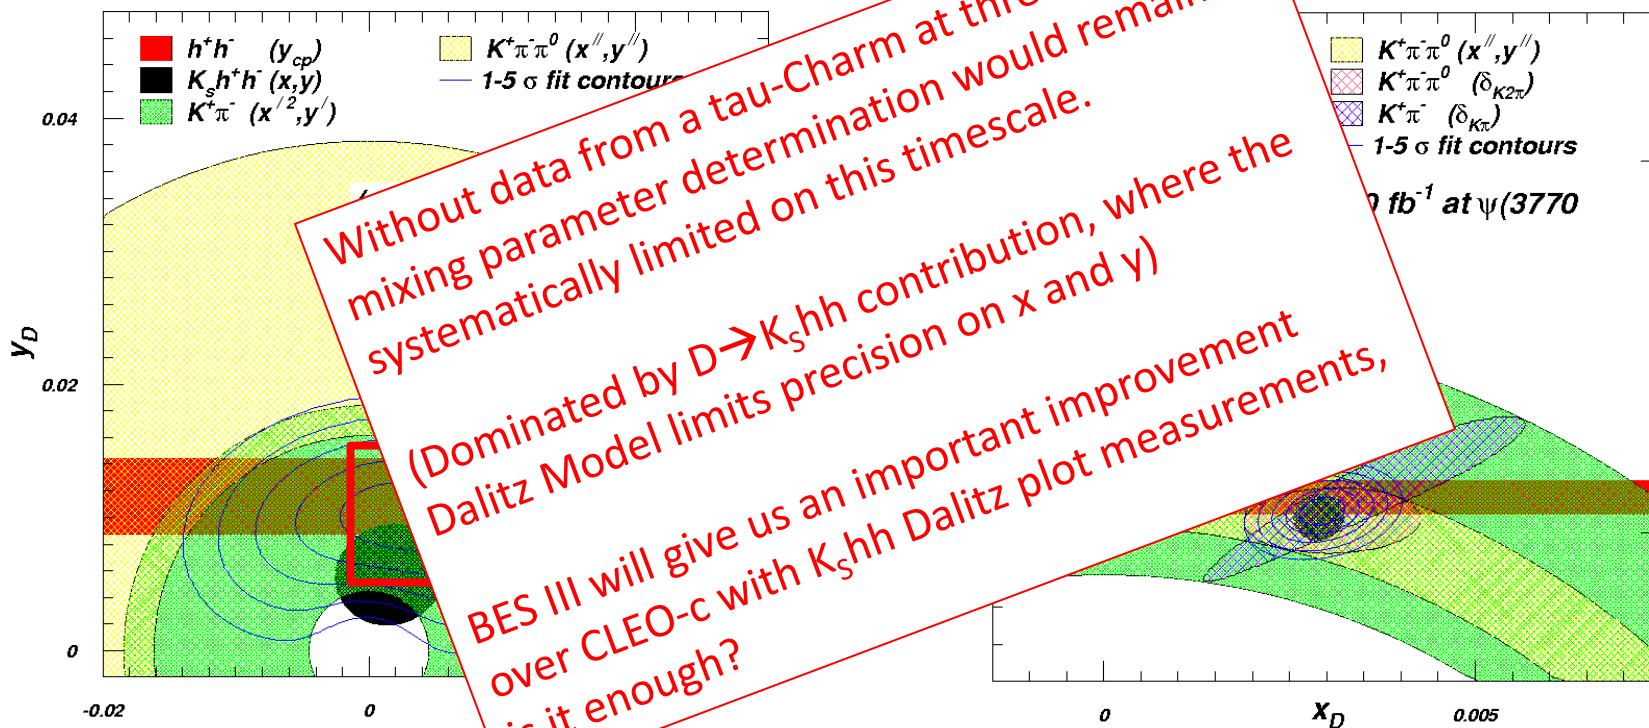 h⁺h⁻ (y_cp)
K_sh⁺h⁻ (x,y)
K⁺π⁻ (x′²,y′)
K⁺π⁻π⁰ (x″,y″)
1-5 σ fit contours
0.04
0.02
0
y_D
-0.02
0
Without data from a tau-Charm at
mixing parameter determination would remain
systematically limited on this timescale.
(Dominated by D→K_Shh contribution, where the
Dalitz Model limits precision on x and y)
BES III will give us an important improvement
over CLEO-c with K_Shh Dalitz plot measurements,
is it enough?
K⁺π⁻π⁰ (x″,y″)
K⁺π⁻π⁰ (δ_K2π)
K⁺π⁻ (δ_Kπ)
1-5 σ fit contours
fb⁻¹ at ψ(3770
0
x_D
0.005